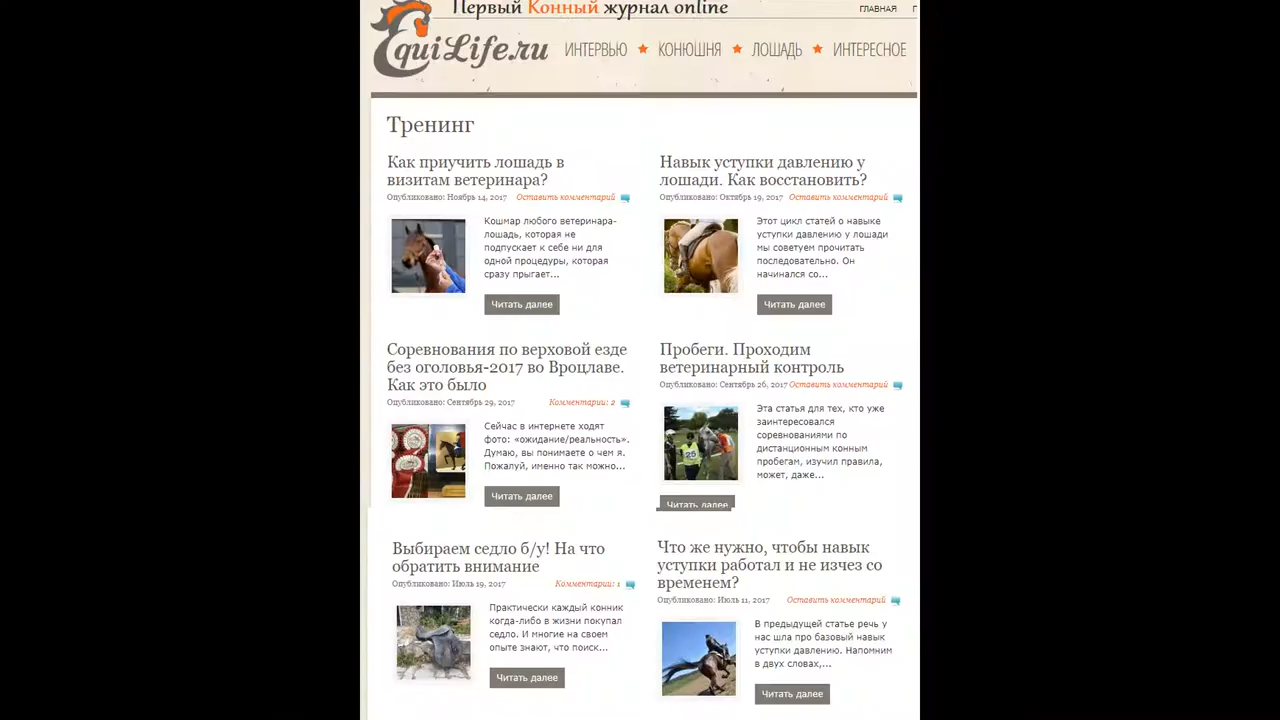 Первый Конный журнал online
ГЛАВНАЯ
EquiLife.ru
ИНТЕРВЬЮ ★ КОНЮШНЯ ★ ЛОШАДЬ ★ ИНТЕРЕСНОЕ
Тренинг
Как приучить лошадь в
визитам ветеринара?
Опубликовано: Ноябрь 14, 2017 Оставить комментарий
Кошмар любого ветеринара-
лошадь, которая не
подпускает к себе ни для
одной процедуры, которая
сразу прыгает...
Читать далее
Навык уступки давлению у
лошади. Как восстановить?
Опубликовано: Октябрь 19, 2017 Оставить комментарий
Этот цикл статей о навыке
уступки давлению у лошади
мы советуем прочитать
последовательно. Он
начинался со...
Читать далее
Соревнования по верховой езде
без оголовья-2017 во Вроцлаве.
Как это было
Опубликовано: Сентябрь 29, 2017 Комментарии: 2
Сейчас в интернете ходят
фото: «ожидание/реальность».
Думаю, вы понимаете о чем я.
Пожалуй, именно так можно...
Читать далее
Пробеги. Проходим
ветеринарный контроль
Опубликовано: Сентябрь 26, 2017 Оставить комментарий
25
Эта статья для тех, кто уже
заинтересовался
соревнованиями по
дистанционным конным
пробегам, изучил правила,
может, даже...
Читать далее
Выбираем седло б/у! На что
обратить внимание
Опубликовано: Июль 19, 2017 Комментарии: 1
Практически каждый конник
когда-либо в жизни покупал
седло. И многие на своем
опыте знают, что поиск...
Читать далее
Что же нужно, чтобы навык
уступки работал и не изчез со
временем?
Опубликовано: Июль 11, 2017 Оставить комментарий
В предыдущей статье речь у
нас шла про базовый навык
уступки давлению. Напомним
в двух словах,...
Читать далее